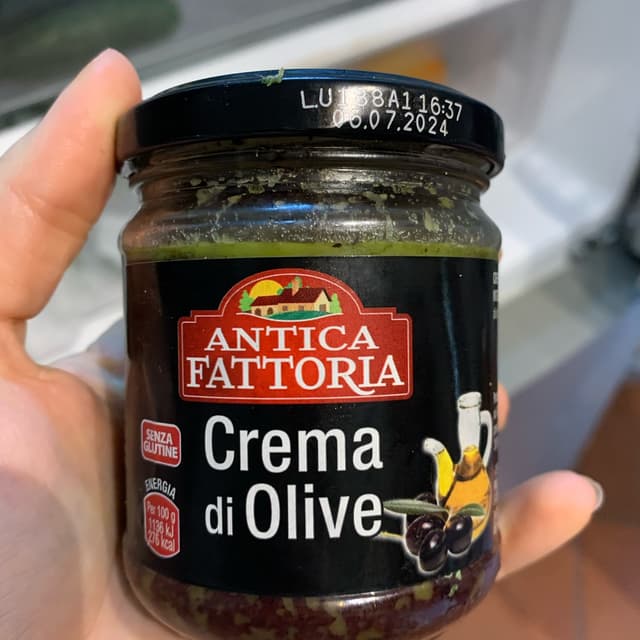 LU188A1 16:37
06.07.2024
ANTICA
FATTORIA
Crema
di Olive
SENZA
GLUTINE
ENERGIA
Per 100 g
1136 kJ
276 kcal